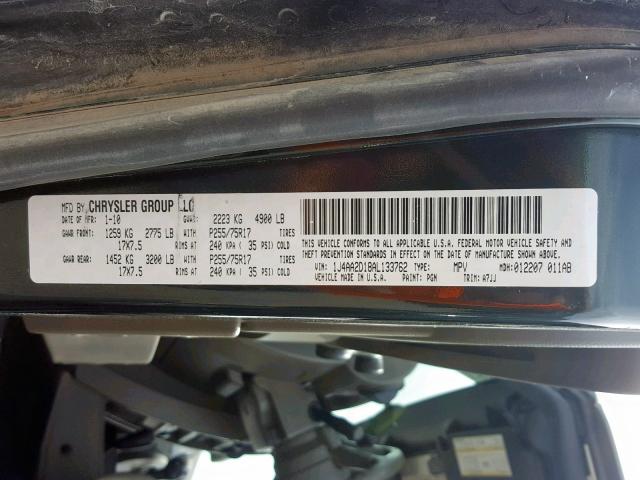 MFD BY CHRYSLER GROUP LLC
DATE OF MFR: 1-10 GVWR: 2223 KG 4900 LB
GAWR FRONT: 1259 KG 2775 LB WITH P255/75R17 TIRES
17X7.5 RIMS AT 240 KPA ( 35 PSI) COLD
GAWR REAR: 1452 KG 3200 LB WITH P255/75R17 TIRES
17X7.5 RIMS AT 240 KPA ( 35 PSI) COLD
THIS VEHICLE CONFORMS TO ALL APPLICABLE U.S.A. FEDERAL MOTOR VEHICLE SAFETY AND
THEFT PREVENTION STANDARDS IN EFFECT ON THE DATE OF MANUFACTURE SHOWN ABOVE.
VIN: 1J4AA2D18AL133762 TYPE: MPV MDH: 012207 011AB
VEHICLE MADE IN U.S.A. PAINT: PGN TRIM: A7JJ